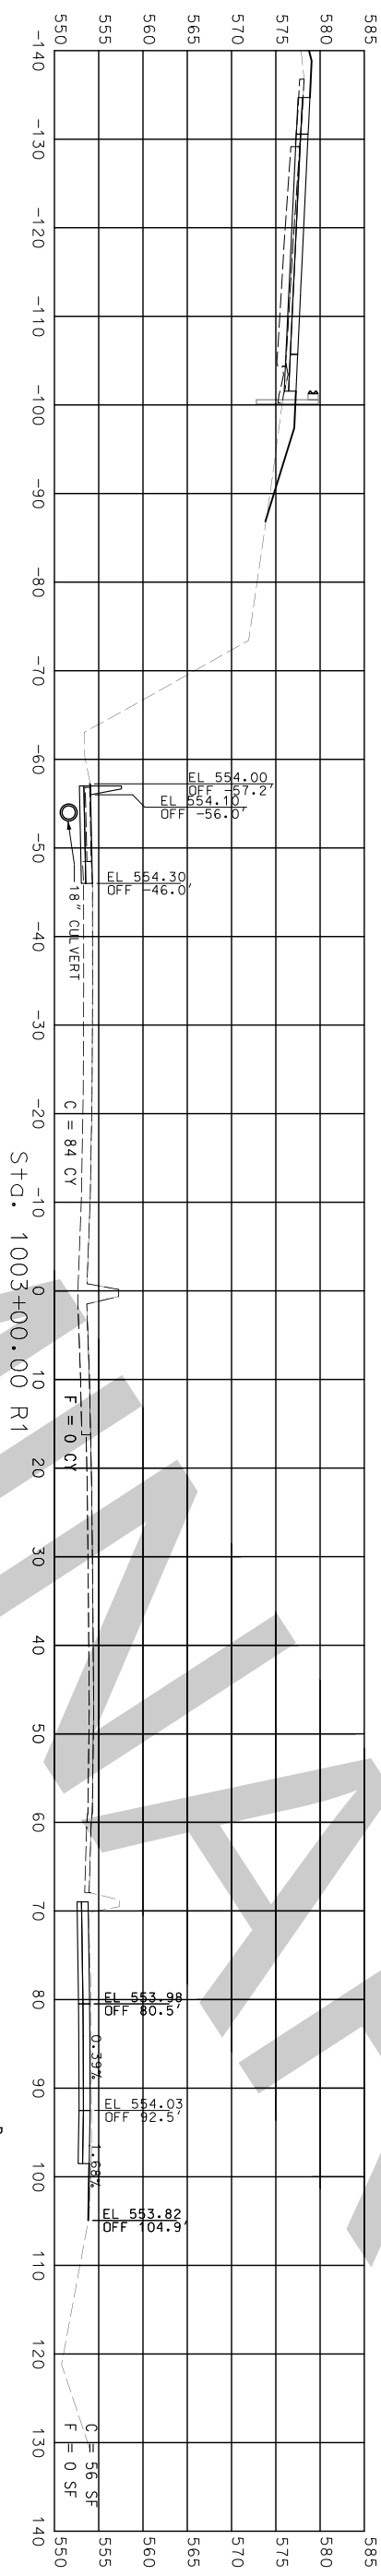 585
580
575
570
565
560
555
550
585
580
575
570
565
560
555
550
EL 554.00
OFF -57.2'
EL 554.10
OFF -56.0'
EL 554.30
OFF -46.0'
18" CULVERT
EL 553.98
OFF 80.5'
0.39%
EL 554.03
OFF 92.5'
1.68%
EL 553.82
OFF 104.9'
C = 84 CY
F = 0 CY
C = 56 SF
F = 0 SF
-140 -130 -120 -110 -100 -90 -80 -70 -60 -50 -40 -30 -20 -10 0 10 20 30 40 50 60 70 80 90 100 110 120 130 140
Sta. 1003+00.00 R1